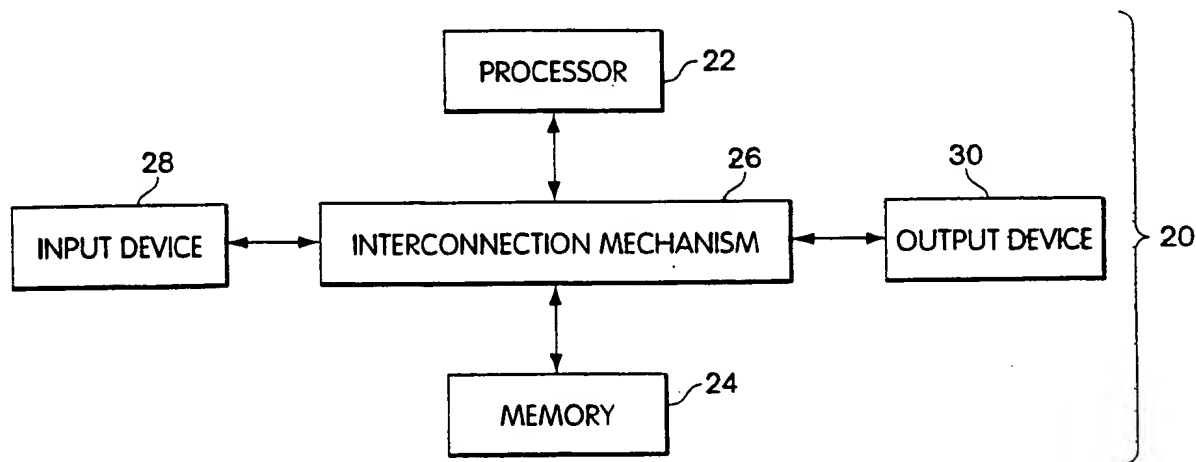 PROCESSOR
22
28
26
30
INPUT DEVICE
INTERCONNECTION MECHANISM
OUTPUT DEVICE
20
MEMORY
24